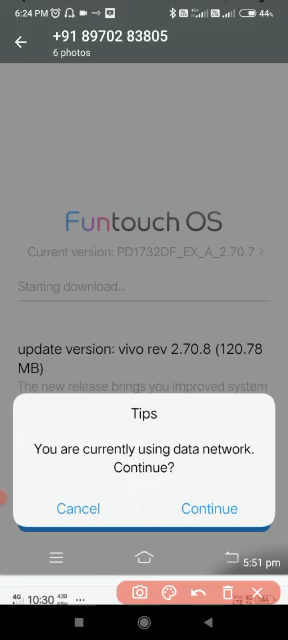 6:24 PM
44%
+91 89702 83805
6 photos
Funtouch OS
Current version: PD1732DF_EX_A_2.70.7 >
Starting download...
update version: vivo rev 2.70.8 (120.78
MB)
The new release brings you improved system
Tips
You are currently using data network.
Continue?
Cancel
Continue
5:51 pm
4G 10:30 ...